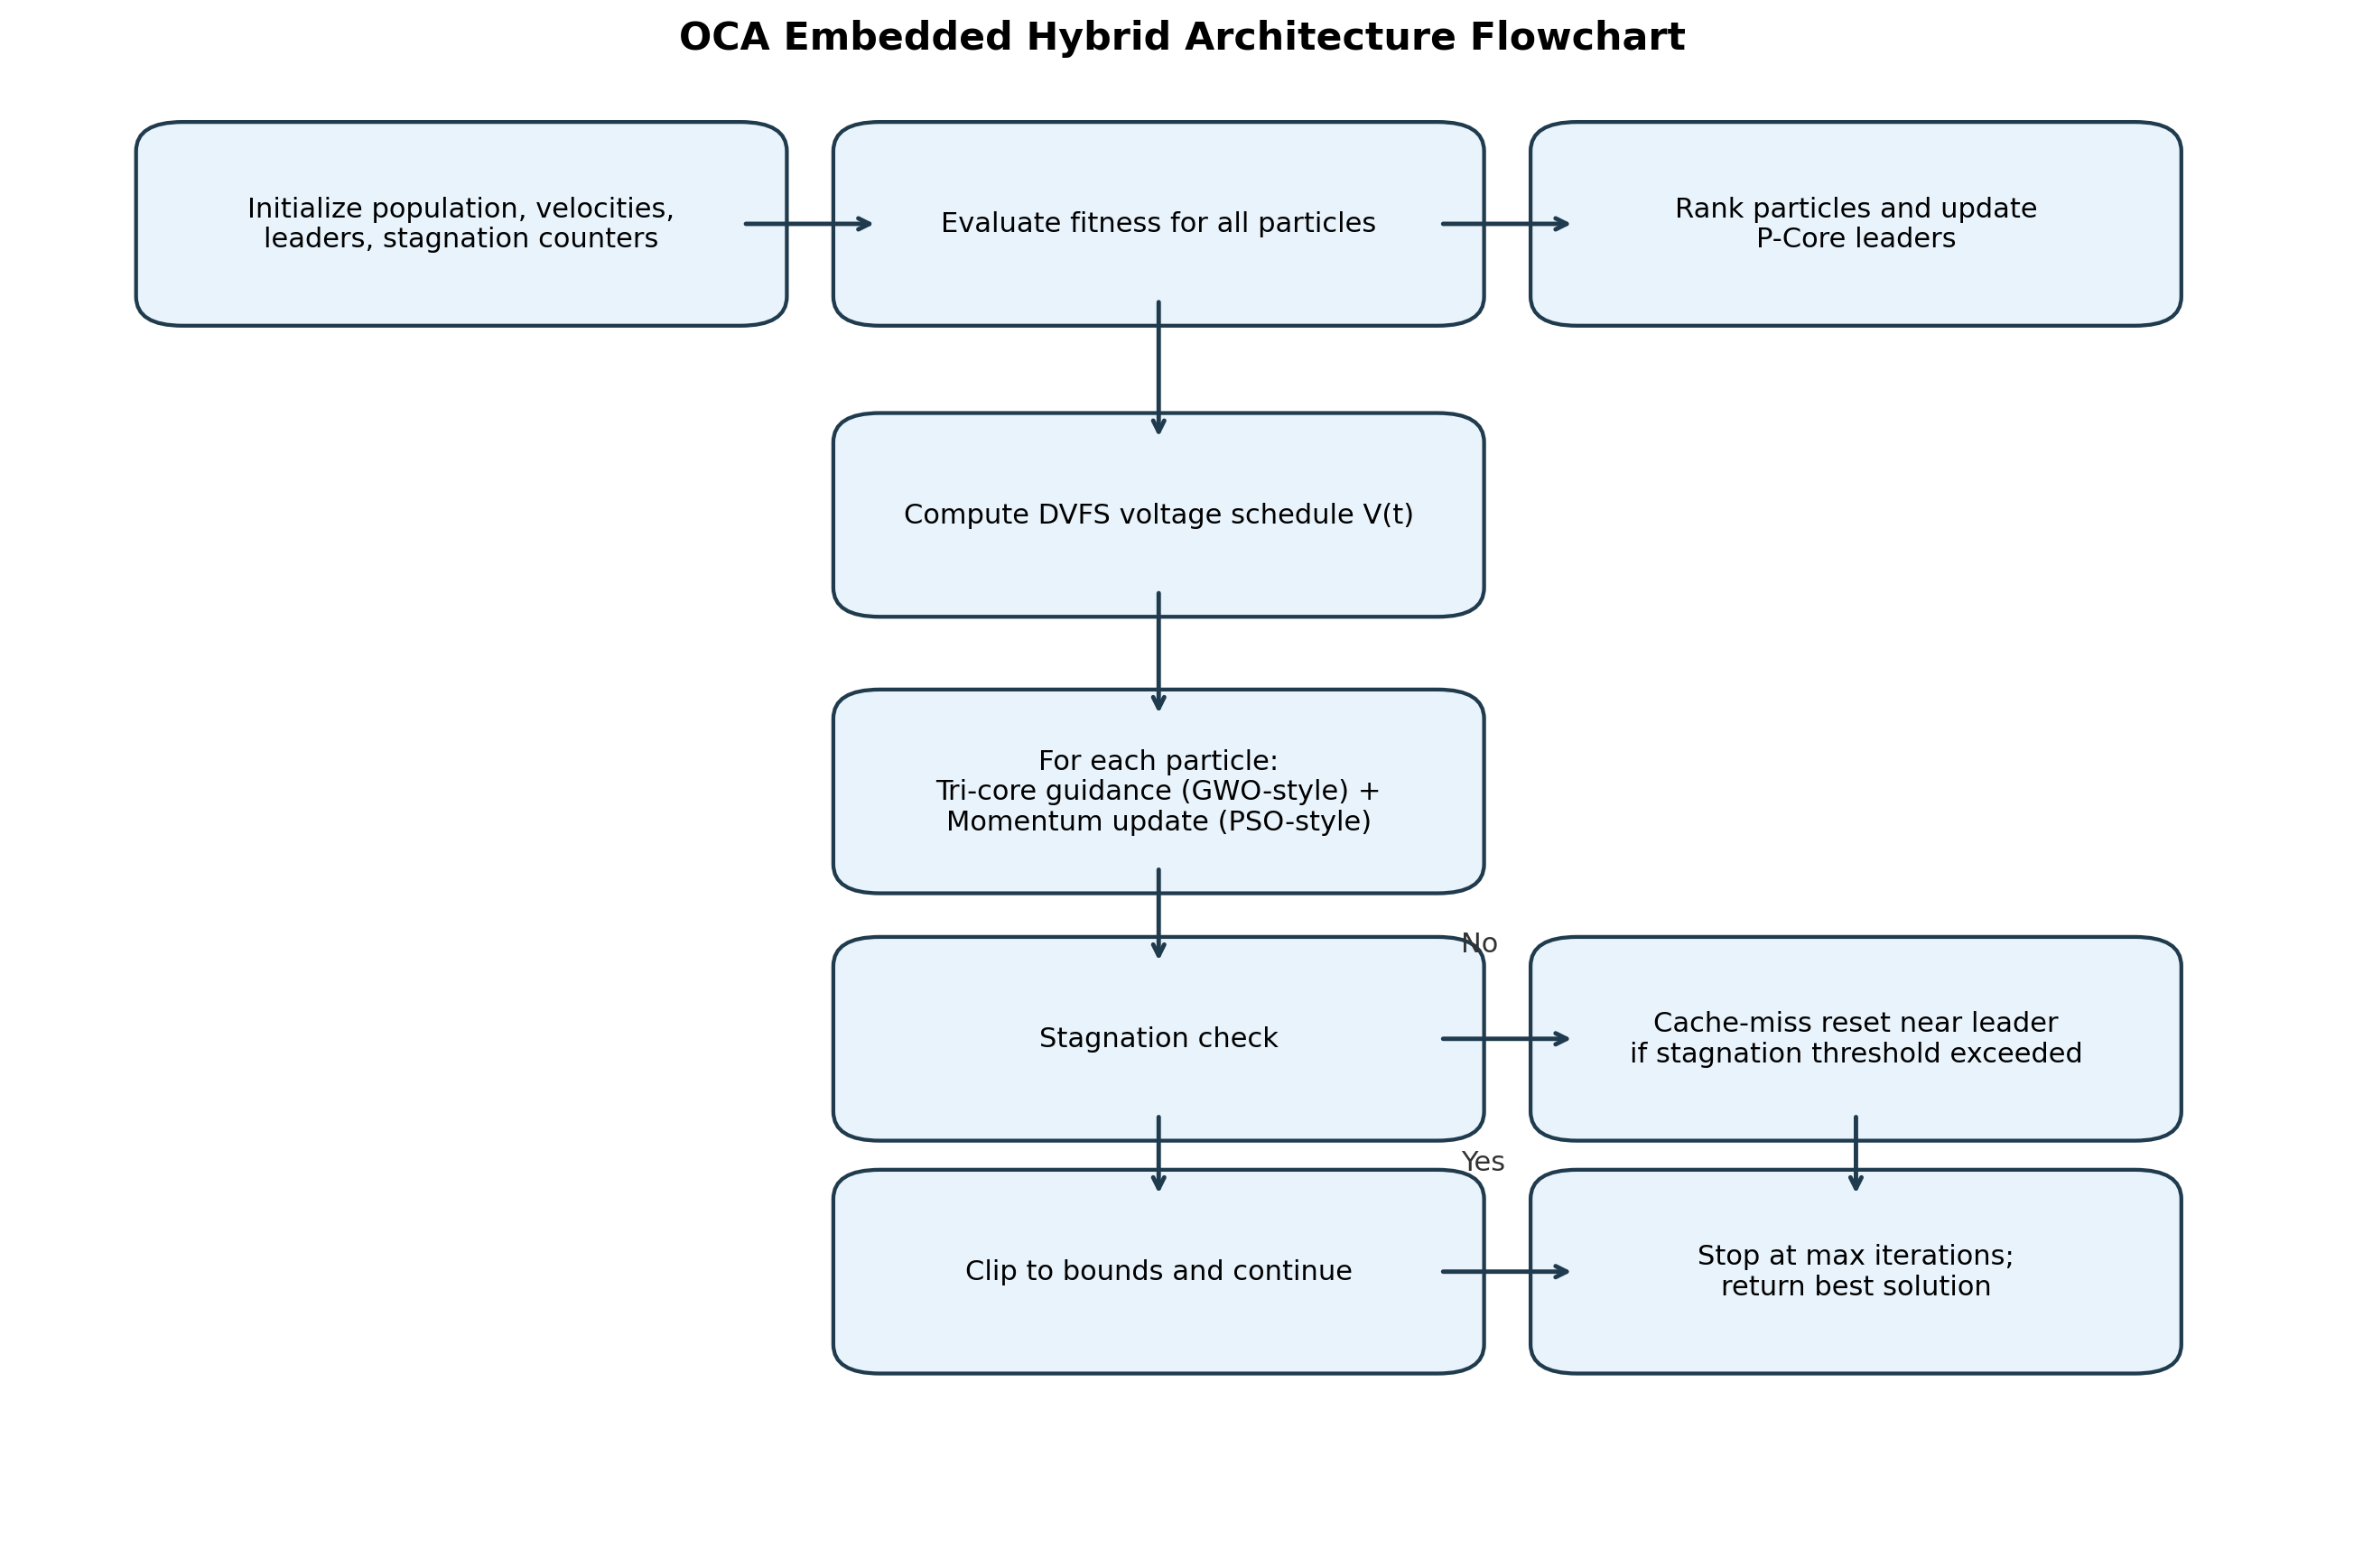 OCA Embedded Hybrid Architecture Flowchart
Initialize population, velocities,
leaders, stagnation counters
Evaluate fitness for all particles
Rank particles and update
P-Core leaders
Compute DVFS voltage schedule V(t)
For each particle:
Tri-core guidance (GWO-style) +
Momentum update (PSO-style)
No
Stagnation check
Cache-miss reset near leader
if stagnation threshold exceeded
Yes
Clip to bounds and continue
Stop at max iterations;
return best solution